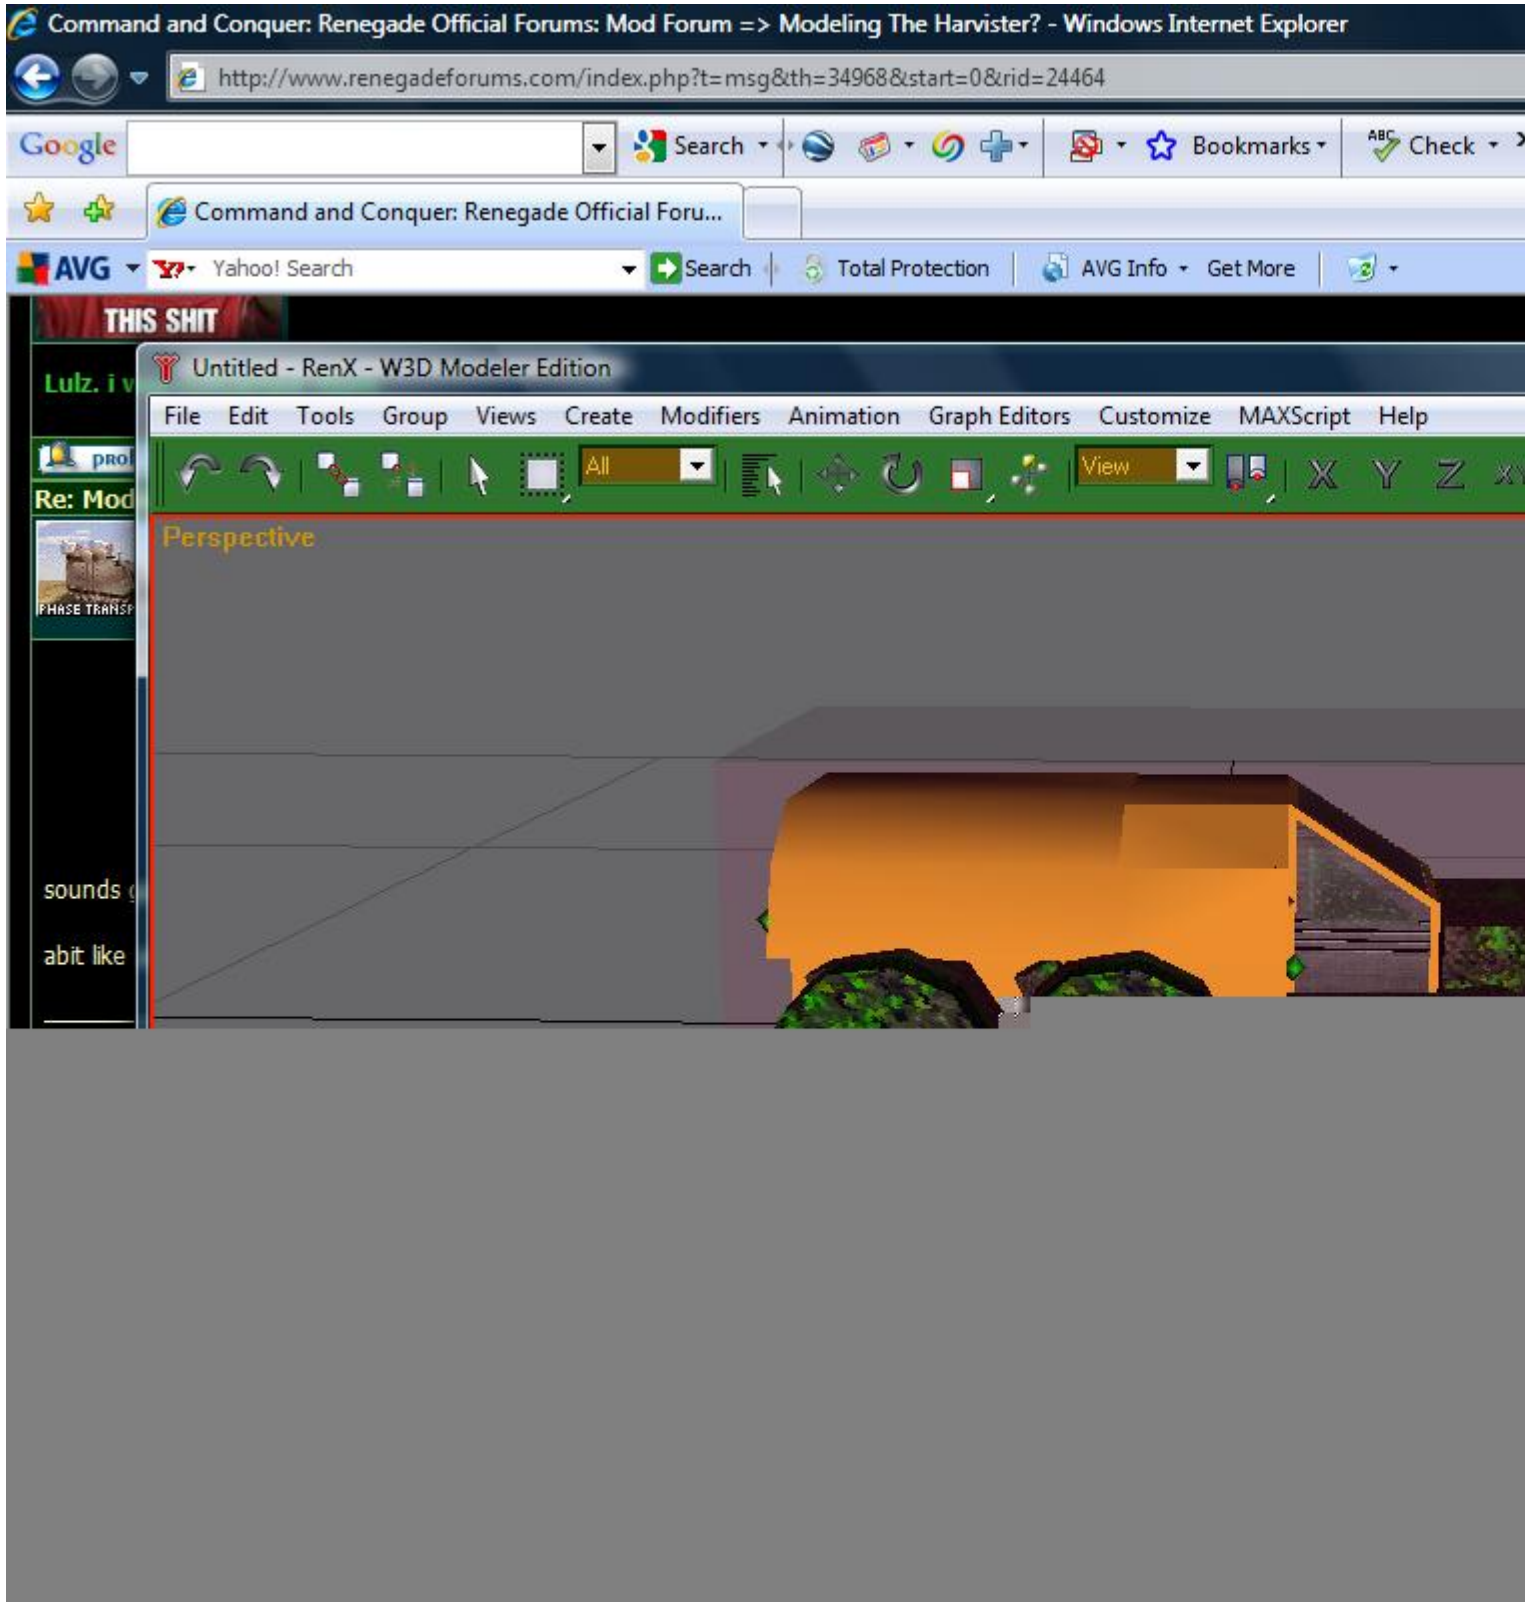 Command and Conquer: Renegade Official Forums: Mod Forum => Modeling The Harvister? - Windows Internet Explorer
http://www.renegadeforums.com/index.php?t=msg&th=34968&start=0&rid=24464
Google Search Bookmarks ABC Check
Command and Conquer: Renegade Official Foru...
AVG Y? Yahoo! Search Search Total Protection AVG Info Get More
THIS SHIT
Untitled - RenX - W3D Modeler Edition
Lulz. i
File Edit Tools Group Views Create Modifiers Animation Graph Editors Customize MAXScript Help
All View X Y Z XY
Re: Mod
Perspective
PHASE TRANSP
sounds
abit like